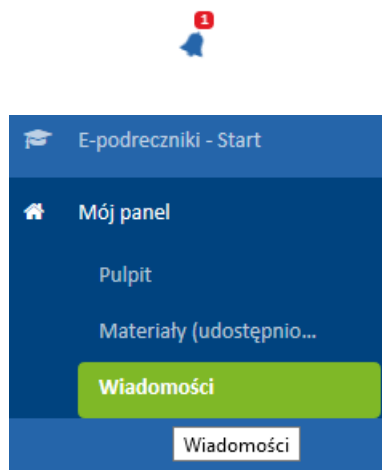 1
E-podreczniki - Start
Mój panel
Pulpit
Materiały (udostępnio...
Wiadomości
Wiadomości